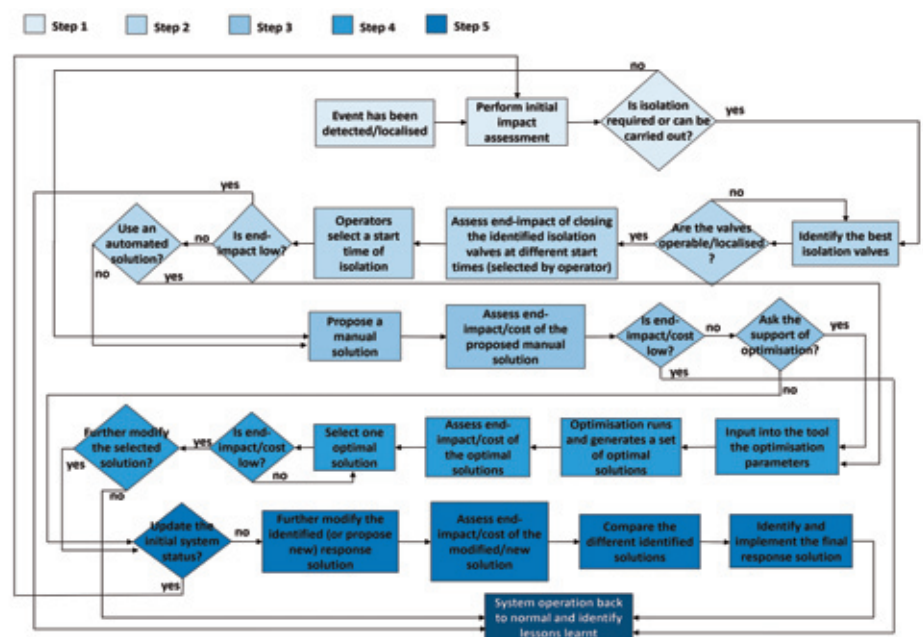 Step 1
Step 2
Step 3
Step 4
Step 5
no
Event has been
detected/localised
Perform initial
impact
assessment
Is isolation
required or can be
carried out?
yes
yes
no
Use an
automated
solution?
no
Is end-
impact low?
Operators
select a start
time of
isolation
Assess end-impact of closing
the identified isolation
valves at different start
times (selected by operator)
yes
Are the valves
operable/localised
?
Identify the best
isolation valves
no
yes
Propose a
manual
solution
Assess end-
impact/cost of the
proposed manual
solution
Is end-
impact/cost
low?
no
Ask the
support of
optimisation?
yes
yes
no
Further modify
the selected
solution?
yes
Is end-
impact/cost
low?
Select one
optimal
solution
Assess end-
impact/cost of
the optimal
solutions
Optimisation runs
and generates a set
of optimal solutions
Input into the tool
the optimisation
parameters
yes
no
no
Update the
initial system
status?
no
Further modify the
identified (or propose
new) response
solution
Assess end-
impact/cost of the
modified/new
solution
Compare the
different identified
solutions
Identify and
implement the final
response solution
yes
System operation back
to normal and identify
lessons learnt